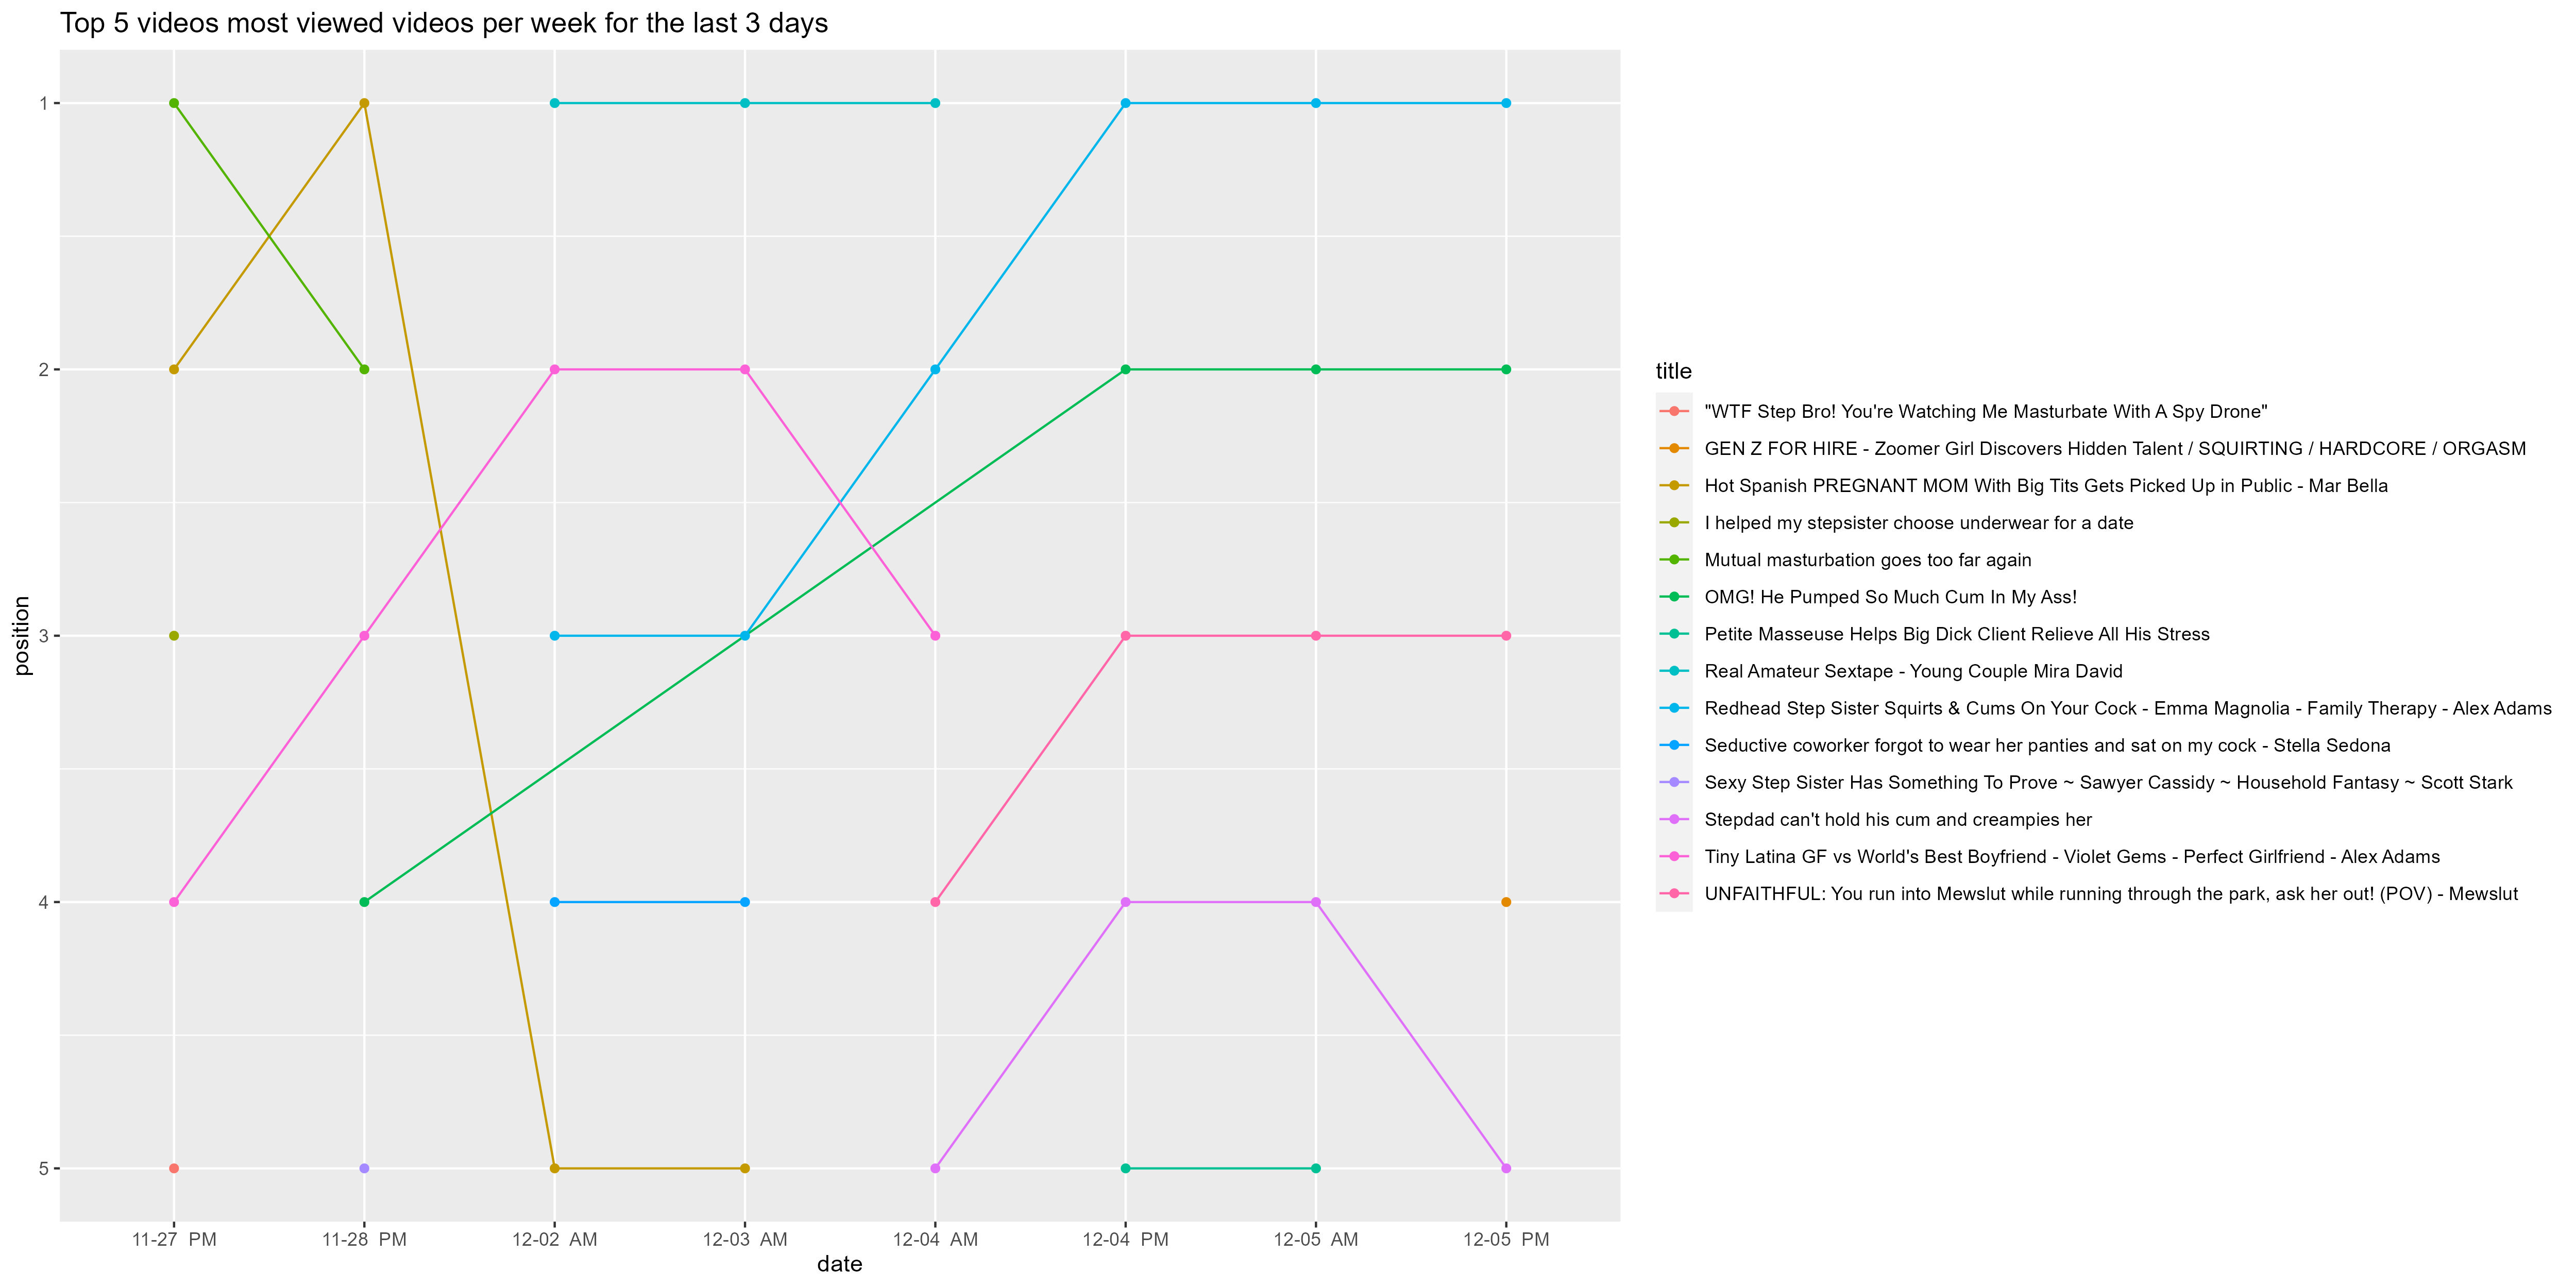 Top 5 videos most viewed videos per week for the last 3 days
position
1
2
3
4
5
11-27 PM
11-28 PM
12-02 AM
12-03 AM
12-04 AM
12-04 PM
12-05 AM
12-05 PM
date
title
"WTF Step Bro! You're Watching Me Masturbate With A Spy Drone"
GEN Z FOR HIRE - Zoomer Girl Discovers Hidden Talent / SQUIRTING / HARDCORE / ORGASM
Hot Spanish PREGNANT MOM With Big Tits Gets Picked Up in Public - Mar Bella
I helped my stepsister choose underwear for a date
Mutual masturbation goes too far again
OMG! He Pumped So Much Cum In My Ass!
Petite Masseuse Helps Big Dick Client Relieve All His Stress
Real Amateur Sextape - Young Couple Mira David
Redhead Step Sister Squirts & Cums On Your Cock - Emma Magnolia - Family Therapy - Alex Adams
Seductive coworker forgot to wear her panties and sat on my cock - Stella Sedona
Sexy Step Sister Has Something To Prove ~ Sawyer Cassidy ~ Household Fantasy ~ Scott Stark
Stepdad can't hold his cum and creampies her
Tiny Latina GF vs World's Best Boyfriend - Violet Gems - Perfect Girlfriend - Alex Adams
UNFAITHFUL: You run into Mewslut while running through the park, ask her out! (POV) - Mewslut